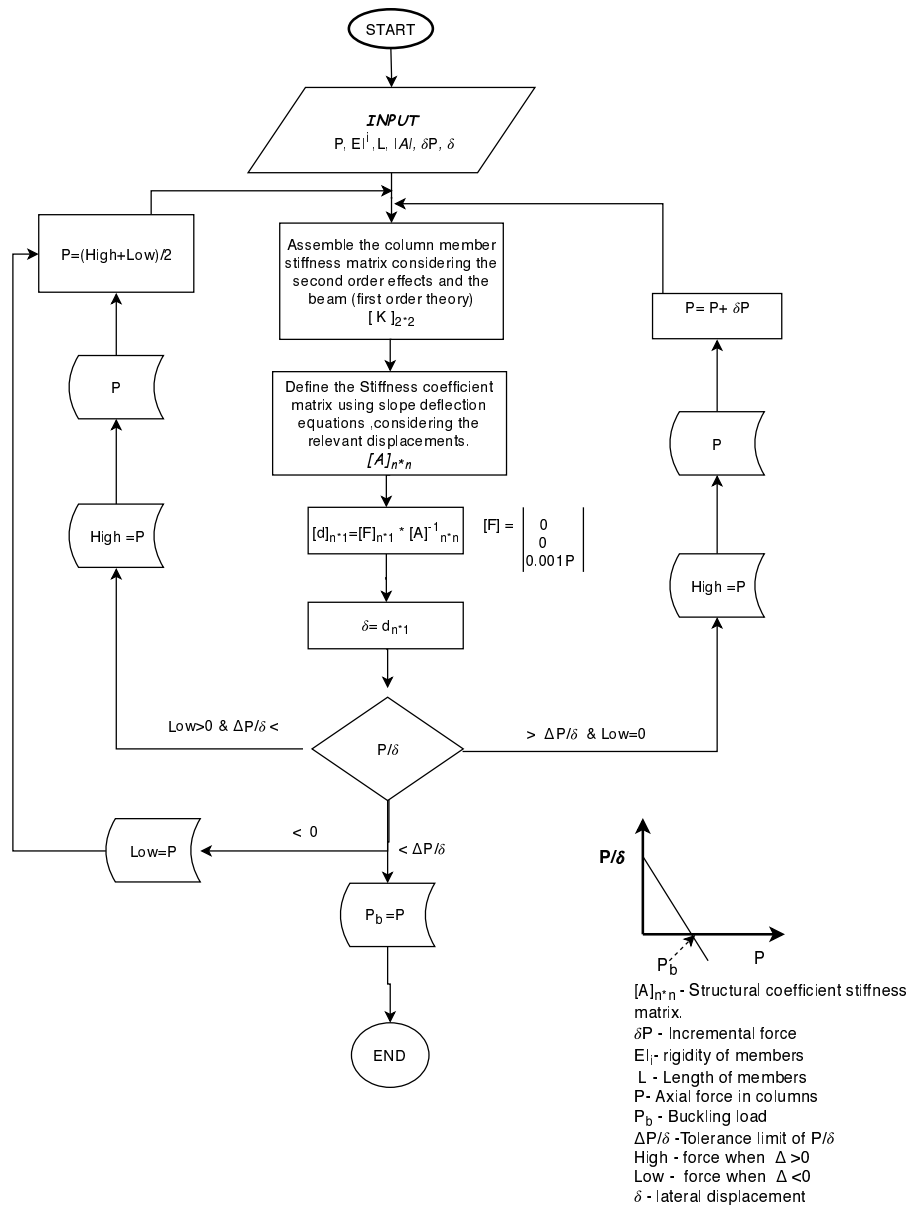 START
INPUT
P, EI^i, L, |A|, δP, δ
P=(High+Low)/2
Assemble the column member
stiffness matrix considering the
second order effects and the
beam (first order theory)
[ K ]2*2
P= P+ δP
P
Define the Stiffness coefficient
matrix using slope deflection
equations ,considering the
relevant displacements.
[A]n*n
P
High =P
[d]n*1=[F]n*1 * [A]^-1 n*n
[F] =
0
0
0.001P
High =P
δ= dn*1
Low>0 & ΔP/δ <
P/δ
> ΔP/δ & Low=0
< 0
Low=P
< ΔP/δ
Pb =P
END
P/δ
P
Pb
[A]n*n - Structural coefficient stiffness
matrix.
δP - Incremental force
EIi- rigidity of members
L - Length of members
P- Axial force in columns
Pb - Buckling load
ΔP/δ -Tolerance limit of P/δ
High - force when Δ >0
Low - force when Δ <0
δ - lateral displacement